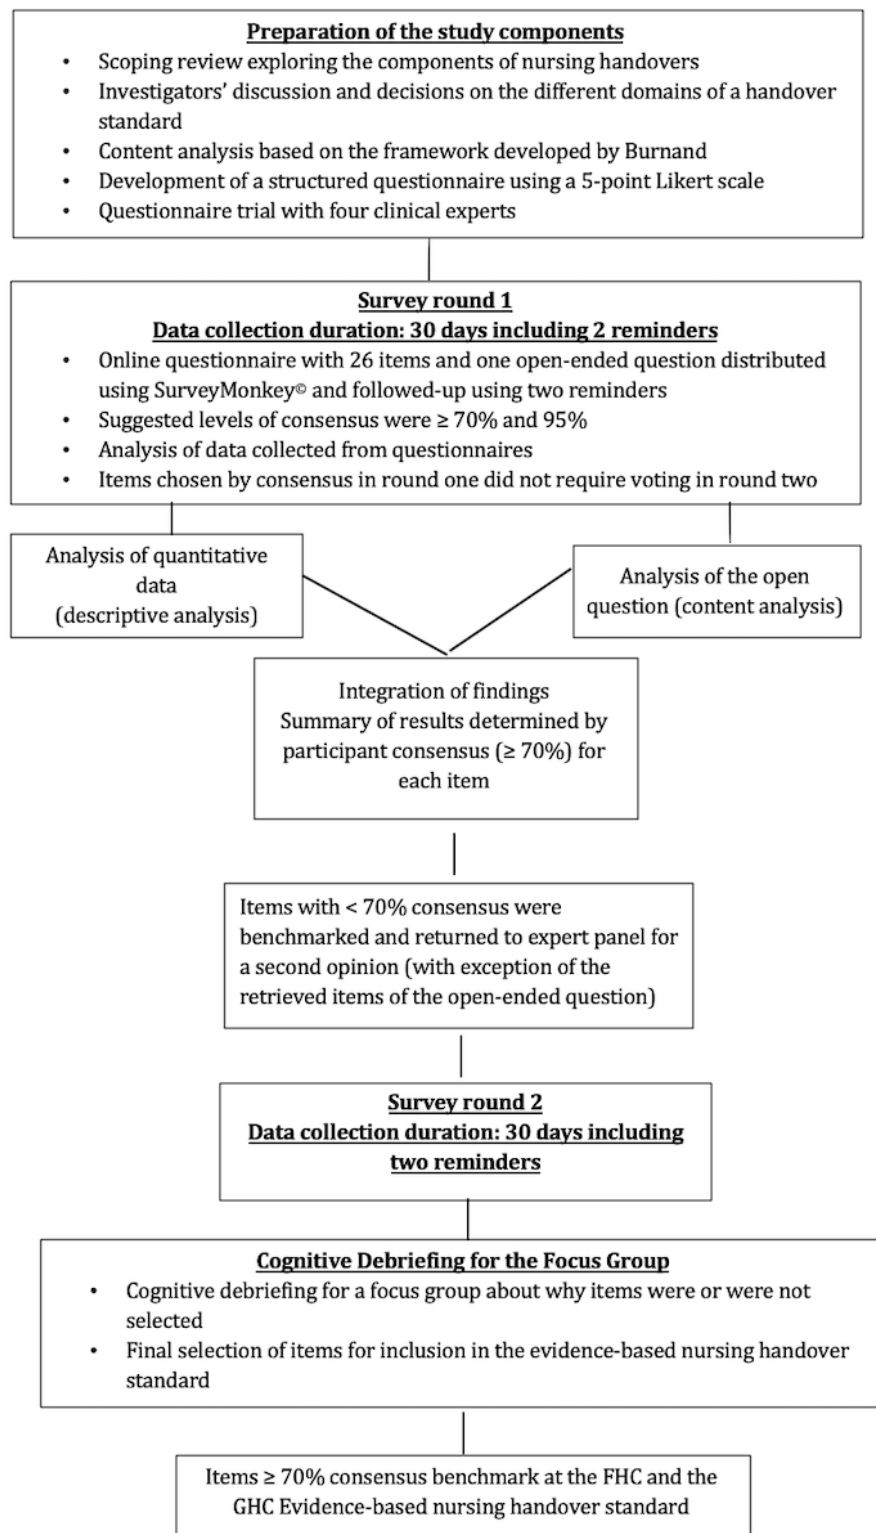 Preparation of the study components
• Scoping review exploring the components of nursing handovers
• Investigators’ discussion and decisions on the different domains of a handover
standard
• Content analysis based on the framework developed by Burnand
• Development of a structured questionnaire using a 5-point Likert scale
• Questionnaire trial with four clinical experts
Survey round 1
Data collection duration: 30 days including 2 reminders
• Online questionnaire with 26 items and one open-ended question distributed
using SurveyMonkey© and followed-up using two reminders
• Suggested levels of consensus were ≥ 70% and 95%
• Analysis of data collected from questionnaires
• Items chosen by consensus in round one did not require voting in round two
Analysis of quantitative
data
(descriptive analysis)
Analysis of the open
question (content analysis)
Integration of findings
Summary of results determined by
participant consensus (≥ 70%) for
each item
Items with < 70% consensus were
benchmarked and returned to expert panel for
a second opinion (with exception of the
retrieved items of the open-ended question)
Survey round 2
Data collection duration: 30 days including
two reminders
Cognitive Debriefing for the Focus Group
• Cognitive debriefing for a focus group about why items were or were not
selected
• Final selection of items for inclusion in the evidence-based nursing handover
standard
Items ≥ 70% consensus benchmark at the FHC and the
GHC Evidence-based nursing handover standard